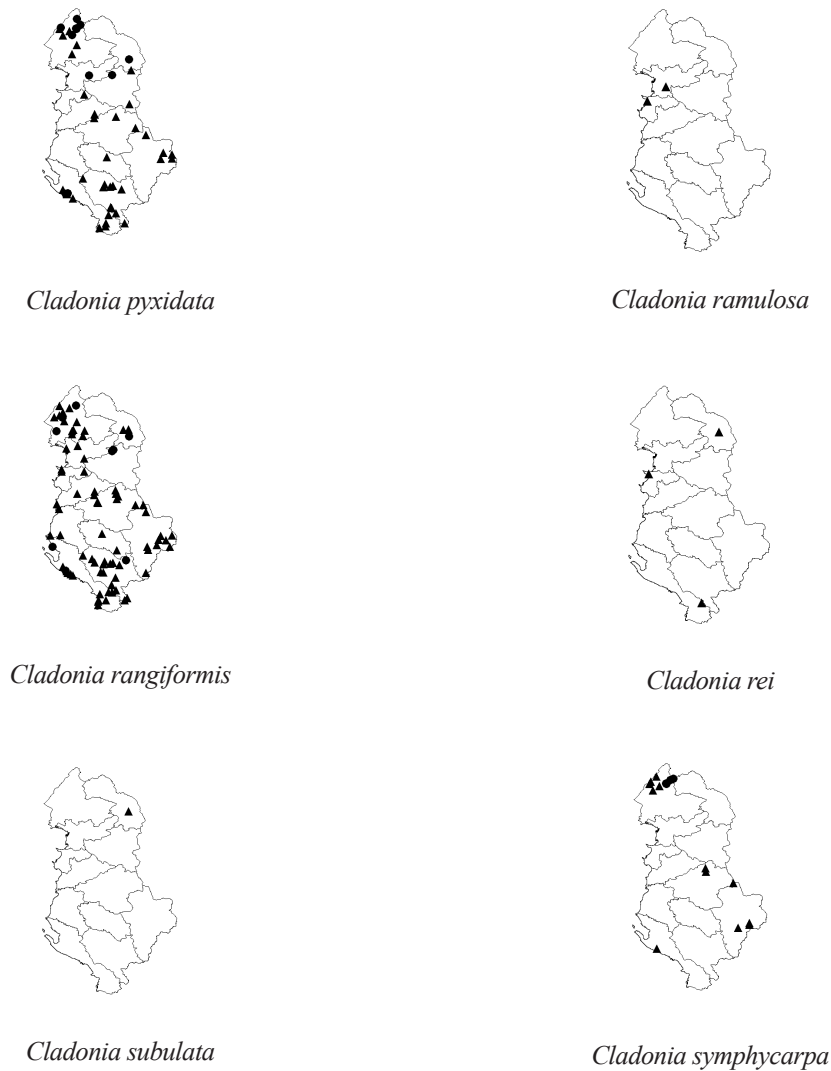 Cladonia pyxidata
Cladonia ramulosa
Cladonia rangiformis
Cladonia rei
Cladonia subulata
Cladonia symphycarpa